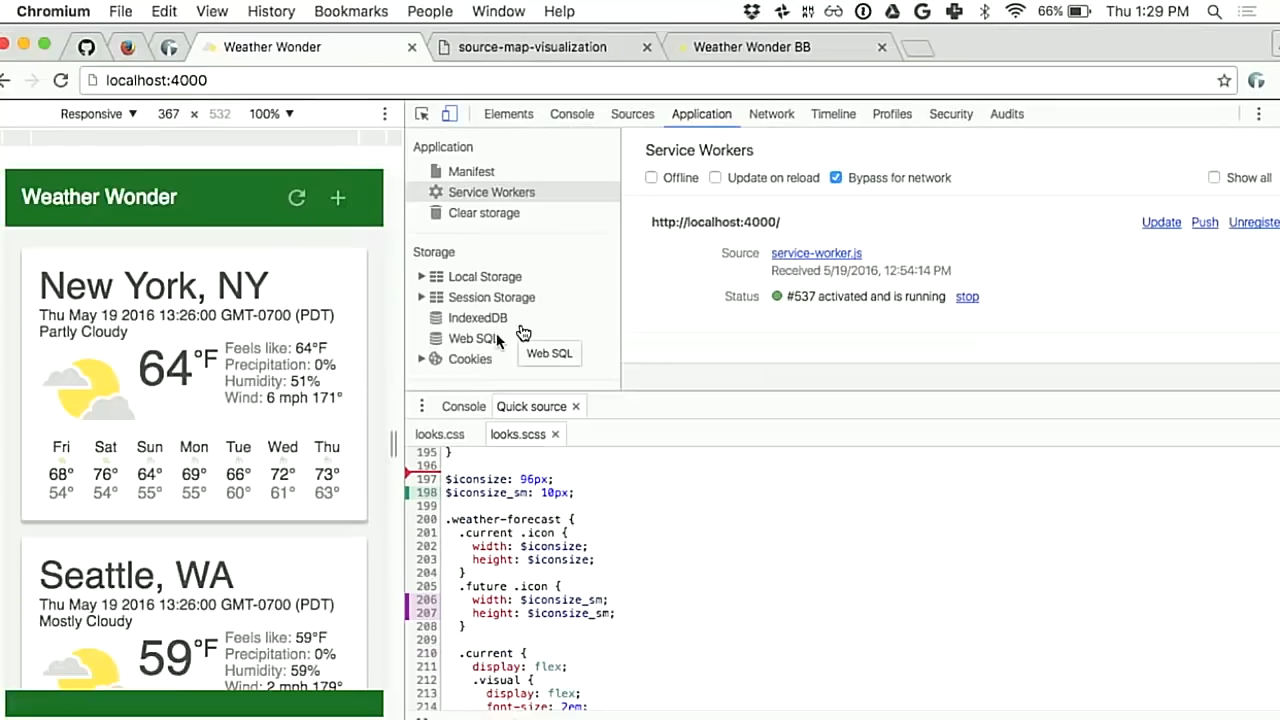 Chromium File Edit View History Bookmarks People Window Help 66% Thu 1:29 PM
Weather Wonder × source-map-visualization × Weather Wonder BB ×
localhost:4000
Responsive ▼ 367 × 532 100% ▼
Elements Console Sources Application Network Timeline Profiles Security Audits
Weather Wonder
New York, NY
Thu May 19 2016 13:26:00 GMT-0700 (PDT)
Partly Cloudy
64°F
Feels like: 64°F
Precipitation: 0%
Humidity: 51%
Wind: 6 mph 171°
Fri Sat Sun Mon Tue Wed Thu
68° 76° 64° 69° 66° 72° 73°
54° 54° 55° 55° 60° 61° 63°
Seattle, WA
Thu May 19 2016 13:26:00 GMT-0700 (PDT)
Mostly Cloudy
59°F
Feels like: 59°F
Precipitation: 0%
Humidity: 59%
Wind: 2 mph 179°
Application
Manifest
Service Workers
Clear storage
Storage
Local Storage
Session Storage
IndexedDB
Web SQL
Web SQL
Cookies
Service Workers
Offline Update on reload Bypass for network Show all
http://localhost:4000/ Update Push Unregiste
Source service-worker.js
Received 5/19/2016, 12:54:14 PM
Status #537 activated and is running stop
Console Quick source ×
looks.css looks.scss ×
195 }
196
197 $iconsize: 96px;
198 $iconsize_sm: 10px;
199
200 .weather-forecast {
201 .current .icon {
202 width: $iconsize;
203 height: $iconsize;
204 }
205 .future .icon {
206 width: $iconsize_sm;
207 height: $iconsize_sm;
208 }
209
210 .current {
211 display: flex;
212 .visual {
213 display: flex;
214 font-size: 2em;